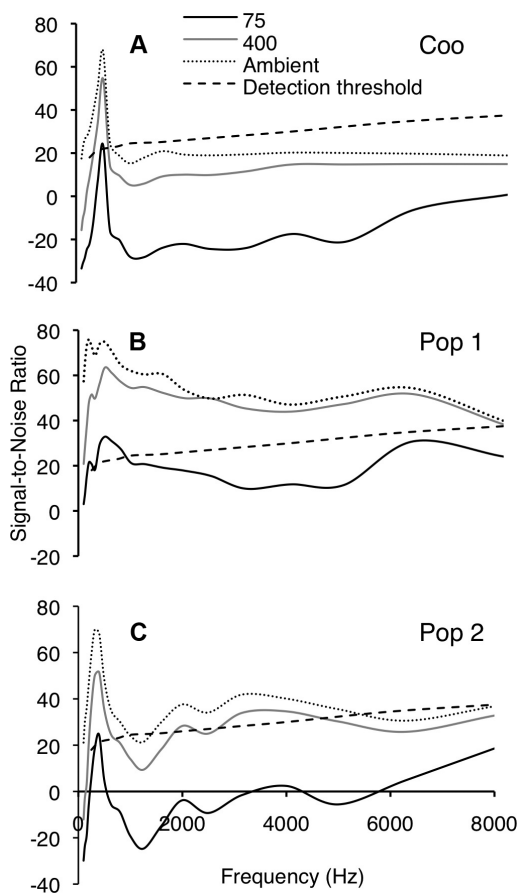 75
400
Ambient
Detection threshold
A
Coo
80
60
40
20
0
-20
-40
B
Pop 1
80
60
40
20
0
-20
Signal-to-Noise Ratio
C
Pop 2
80
60
40
20
0
-20
-40
0 2000 4000 6000 8000
Frequency (Hz)